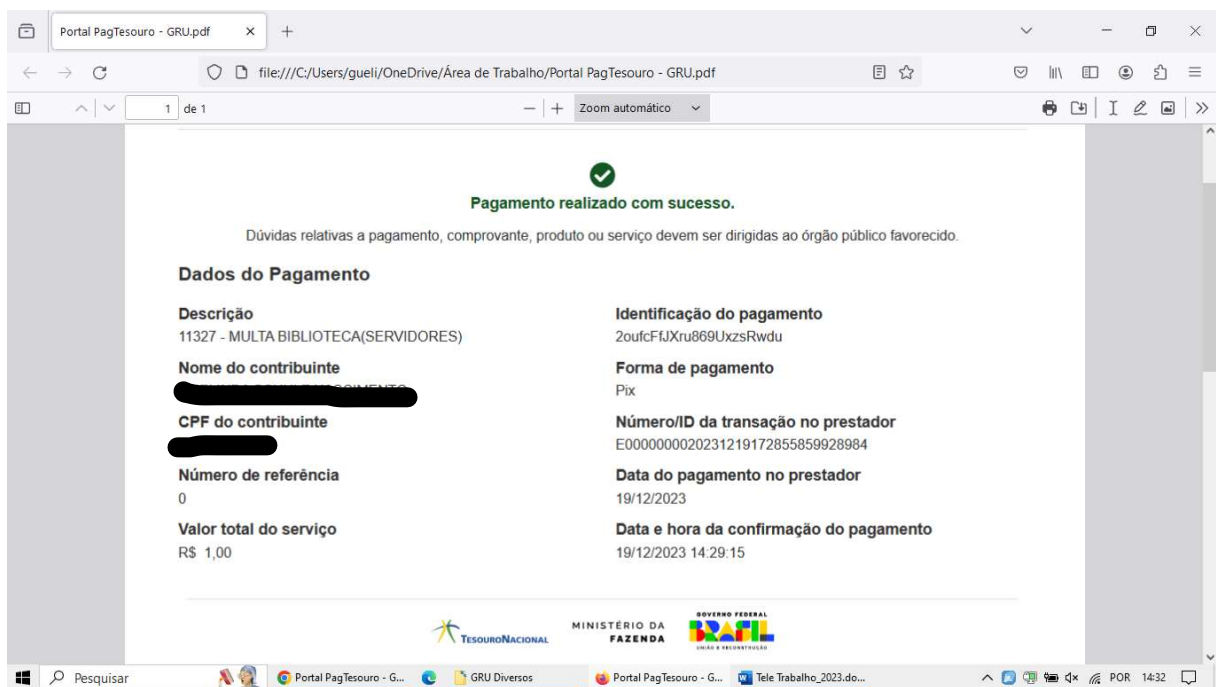 Portal PagTesouro - GRU.pdf
file:///C:/Users/gueli/OneDrive/Área de Trabalho/Portal PagTesouro - GRU.pdf
1 de 1
Zoom automático
Pagamento realizado com sucesso.
Dúvidas relativas a pagamento, comprovante, produto ou serviço devem ser dirigidas ao órgão público favorecido.
Dados do Pagamento
Descrição
11327 - MULTA BIBLIOTECA(SERVIDORES)
Nome do contribuinte
CPF do contribuinte
Número de referência
0
Valor total do serviço
R$ 1,00
Identificação do pagamento
2oufcFfJXru869UxzsRwdu
Forma de pagamento
Pix
Número/ID da transação no prestador
E0000000020231219172855859928984
Data do pagamento no prestador
19/12/2023
Data e hora da confirmação do pagamento
19/12/2023 14:29:15
TESOURONACIONAL
MINISTÉRIO DA
FAZENDA
GOVERNO FEDERAL
BRASIL
UNIÃO E RECONSTRUÇÃO
Pesquisar
Portal PagTesouro - G...
GRU Diversos
Portal PagTesouro - G...
Tele Trabalho_2023.do...
POR
14:32